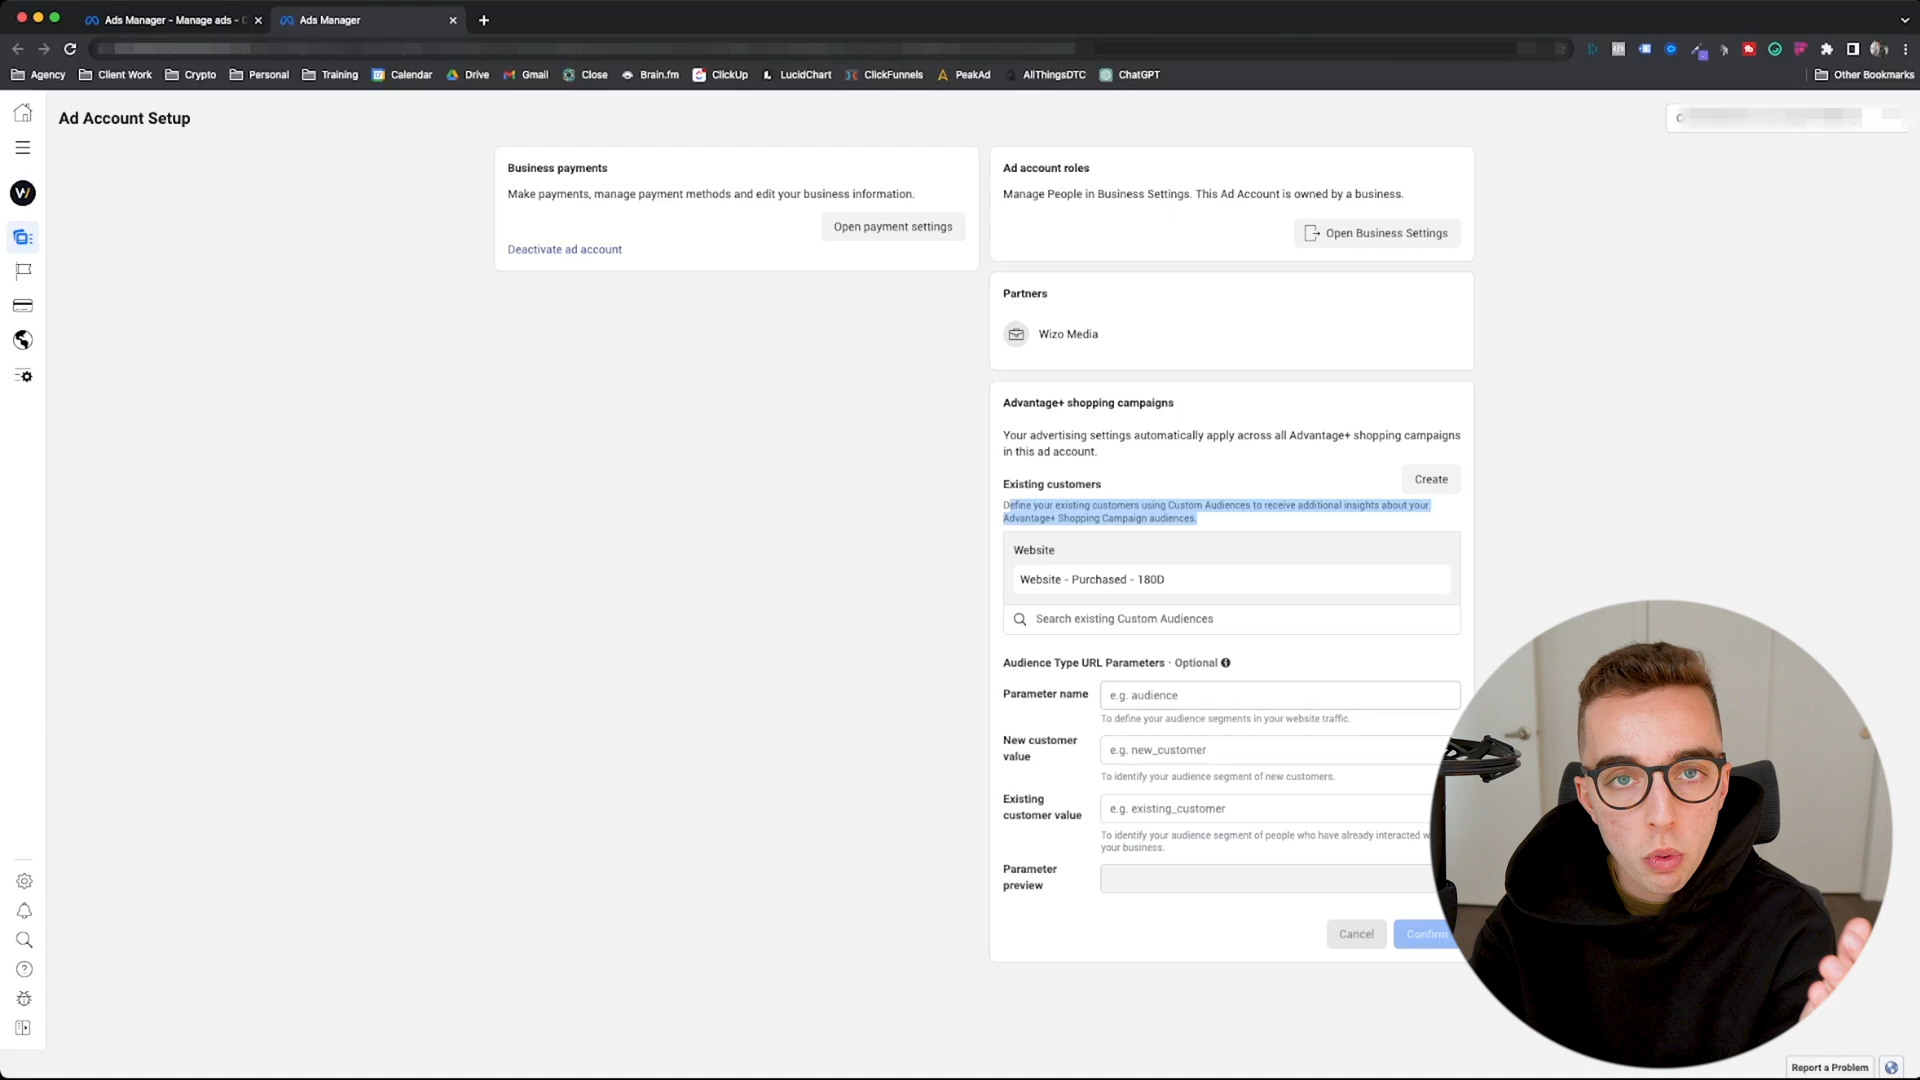 Ads Manager - Manage ads - C
Ads Manager
Agency
Client Work
Crypto
Personal
Training
Calendar
Drive
Gmail
Close
Brain.fm
ClickUp
LucidChart
ClickFunnels
PeakAd
AllThingsDTC
ChatGPT
Other Bookmarks
Ad Account Setup
C
Business payments
Make payments, manage payment methods and edit your business information.
Open payment settings
Deactivate ad account
Ad account roles
Manage People in Business Settings. This Ad Account is owned by a business.
Open Business Settings
Partners
Wizo Media
Advantage+ shopping campaigns
Your advertising settings automatically apply across all Advantage+ shopping campaigns
in this ad account.
Create
Existing customers
Define your existing customers using Custom Audiences to receive additional insights about your
Advantage+ Shopping Campaign audiences.
Website
Website - Purchased - 180D
Search existing Custom Audiences
Audience Type URL Parameters · Optional
Parameter name
e.g. audience
To define your audience segments in your website traffic.
New customer
value
e.g. new_customer
To identify your audience segment of new customers.
Existing
customer value
e.g. existing_customer
To identify your audience segment of people who have already interacted w
your business.
Parameter
preview
Cancel
Confirm
Report a Problem